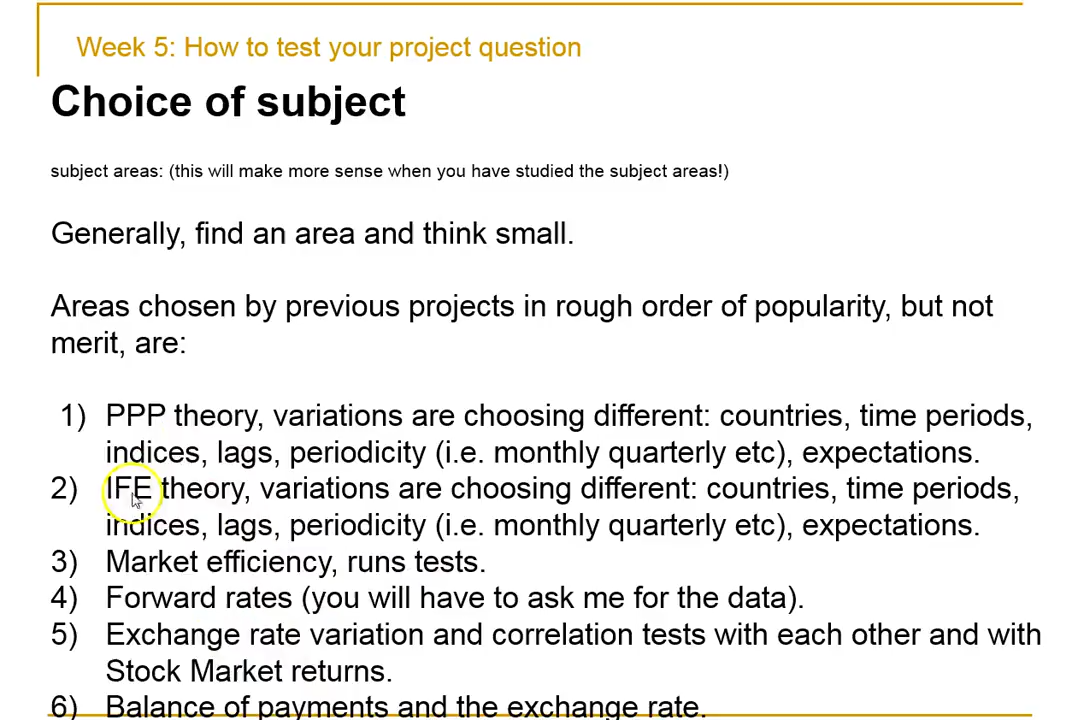 Week 5: How to test your project question
Choice of subject
subject areas: (this will make more sense when you have studied the subject areas!)
Generally, find an area and think small.
Areas chosen by previous projects in rough order of popularity, but not
merit, are:
1) PPP theory, variations are choosing different: countries, time periods,
indices, lags, periodicity (i.e. monthly quarterly etc), expectations.
2) IFE theory, variations are choosing different: countries, time periods,
indices, lags, periodicity (i.e. monthly quarterly etc), expectations.
3) Market efficiency, runs tests.
4) Forward rates (you will have to ask me for the data).
5) Exchange rate variation and correlation tests with each other and with
Stock Market returns.
6) Balance of payments and the exchange rate.